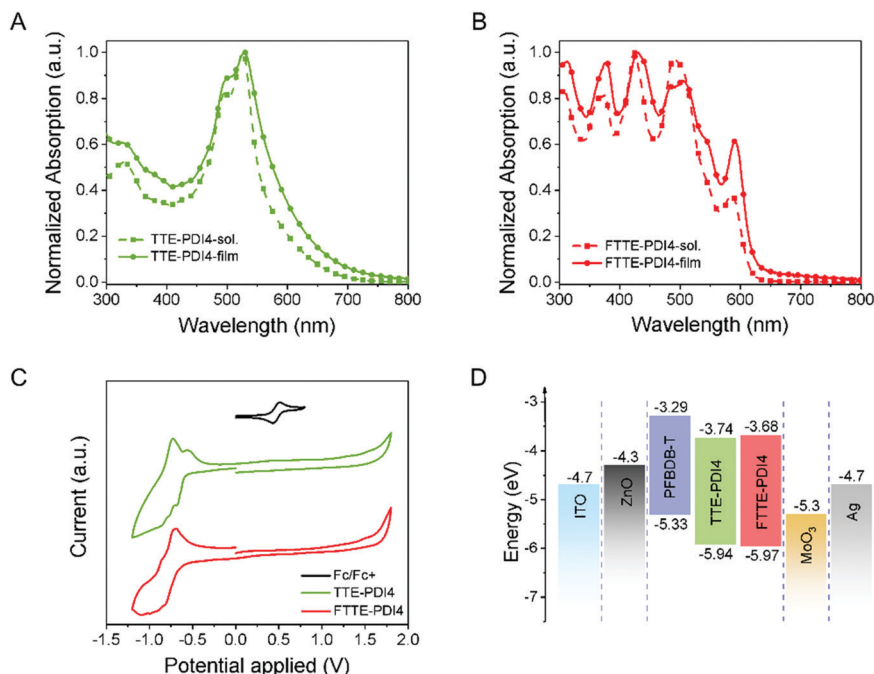 A
Normalized Absorption (a.u.)
1.0
0.8
0.6
0.4
0.2
0.0
TTE-PDI4-sol.
TTE-PDI4-film
300 400 500 600 700 800
Wavelength (nm)
B
Normalized Absorption (a.u.)
1.0
0.8
0.6
0.4
0.2
0.0
FTTE-PDI4-sol.
FTTE-PDI4-film
300 400 500 600 700 800
Wavelength (nm)
C
Current (a.u.)
Fc/Fc+
TTE-PDI4
FTTE-PDI4
-1.5 -1.0 -0.5 0.0 0.5 1.0 1.5 2.0
Potential applied (V)
D
Energy (eV)
-3
-4
-5
-6
-7
-4.7
ITO
-4.3
ZnO
-3.29
PFBDB-T
-5.33
-3.74
TTE-PDI4
-5.94
-3.68
FTTE-PDI4
-5.97
-5.3
MoO₃
-4.7
Ag